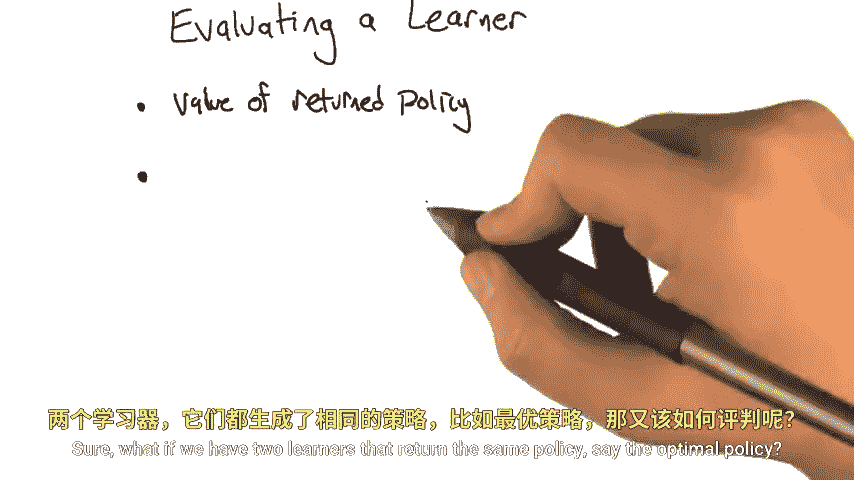 Evaluating a Learner
• Value of returned Policy
•
两个学习器，它们都生成了相同的策略，比如最优策略，那又该如何评判呢？
Sure, what if we have two learners that return the same policy, say the optimal policy?